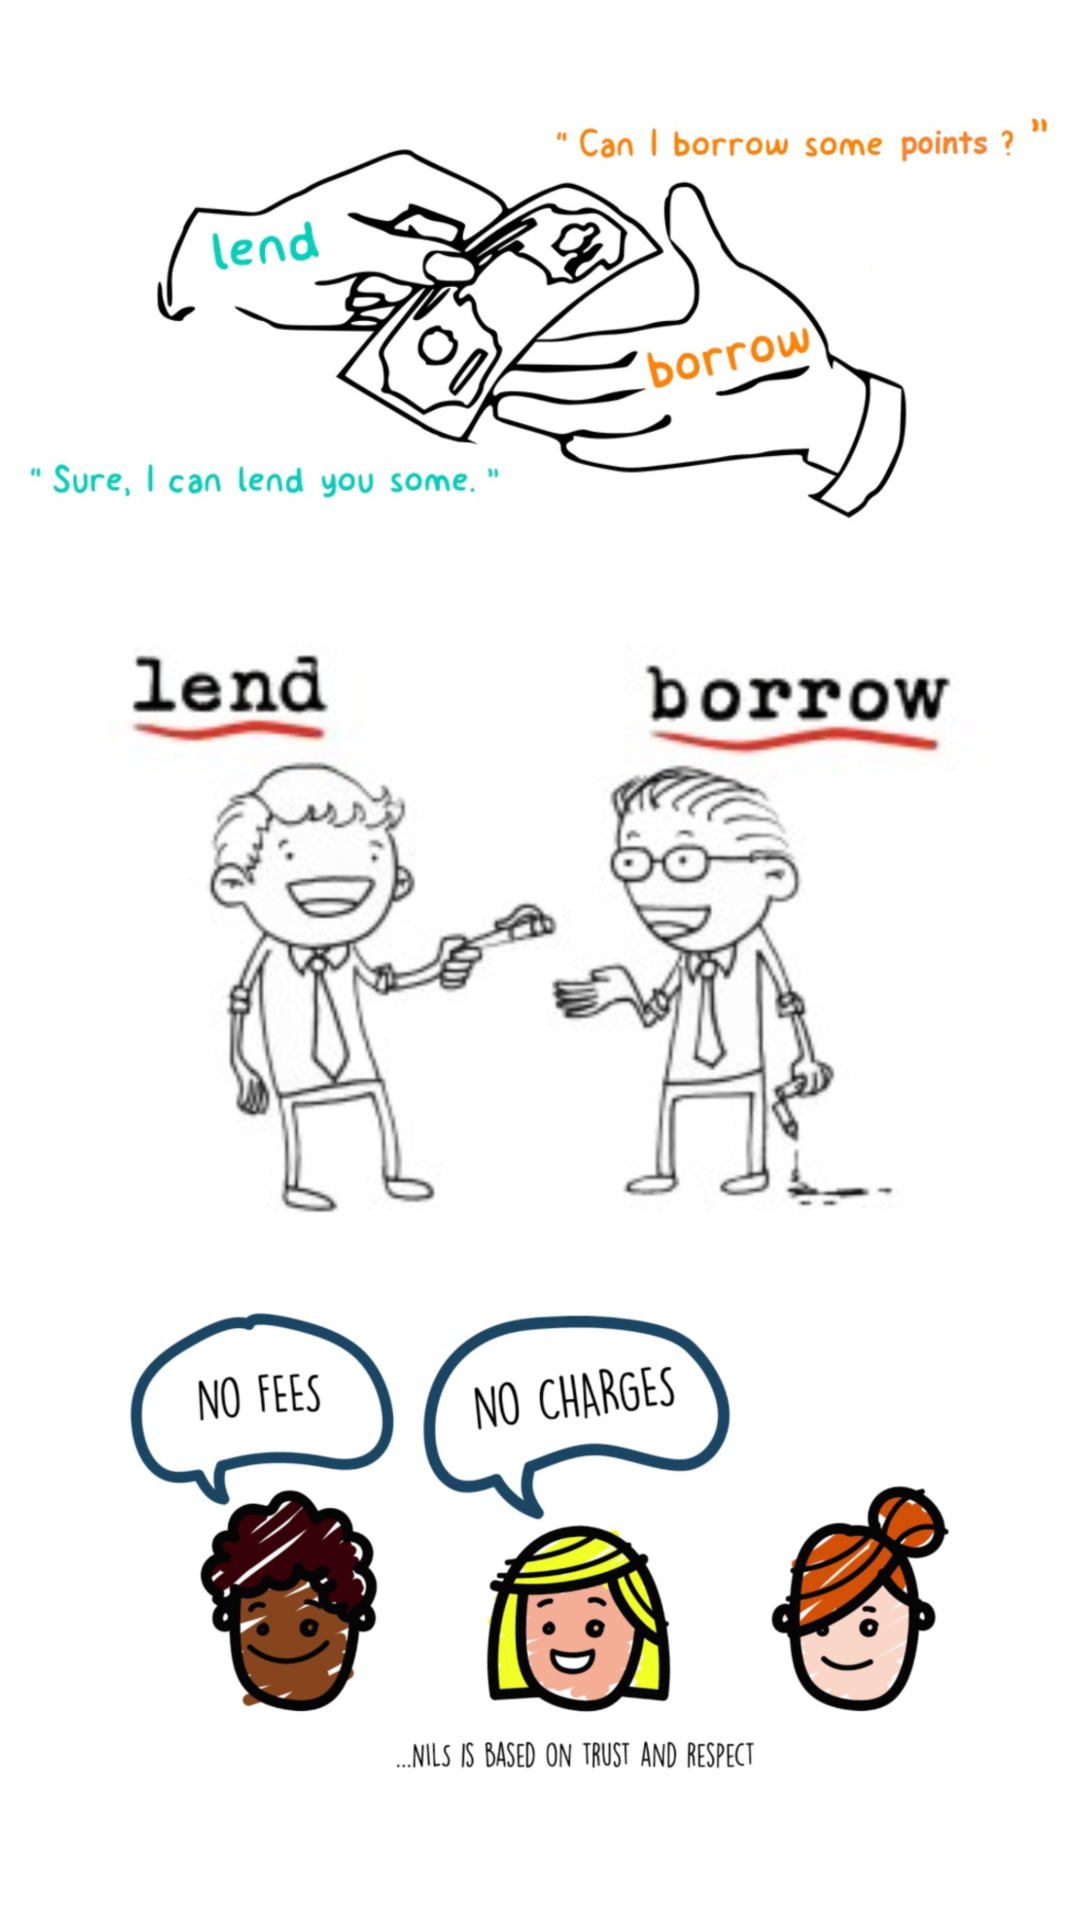 " Can I borrow some points ? "
lend
borrow
" Sure, I can lend you some. "
lend
borrow
NO FEES
NO CHARGES
...NILS IS BASED ON TRUST AND RESPECT